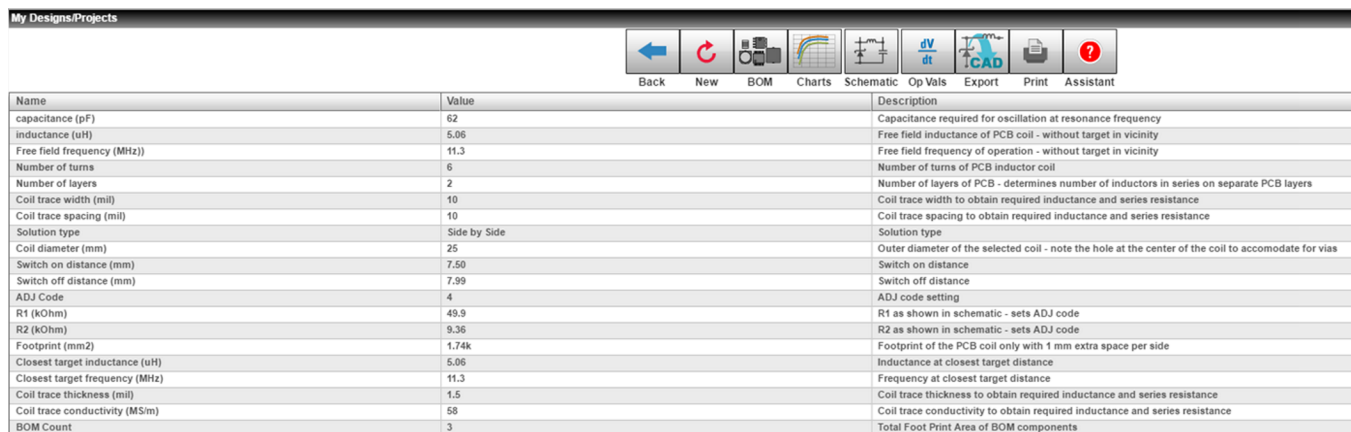 My Designs/Projects
dV
dt
CAD
?
Back New BOM Charts Schematic Op Vals Export Print Assistant
Name Value Description
capacitance (pF) 62 Capacitance required for oscillation at resonance frequency
inductance (uH) 5.06 Free field inductance of PCB coil - without target in vicinity
Free field frequency (MHz)) 11.3 Free field frequency of operation - without target in vicinity
Number of turns 6 Number of turns of PCB inductor coil
Number of layers 2 Number of layers of PCB - determines number of inductors in series on separate PCB layers
Coil trace width (mil) 10 Coil trace width to obtain required inductance and series resistance
Coil trace spacing (mil) 10 Coil trace spacing to obtain required inductance and series resistance
Solution type Side by Side Solution type
Coil diameter (mm) 25 Outer diameter of the selected coil - note the hole at the center of the coil to accomodate for vias
Switch on distance (mm) 7.50 Switch on distance
Switch off distance (mm) 7.99 Switch off distance
ADJ Code 4 ADJ code setting
R1 (kOhm) 49.9 R1 as shown in schematic - sets ADJ code
R2 (kOhm) 9.36 R2 as shown in schematic - sets ADJ code
Footprint (mm2) 1.74k Footprint of the PCB coil only with 1 mm extra space per side
Closest target inductance (uH) 5.06 Inductance at closest target distance
Closest target frequency (MHz) 11.3 Frequency at closest target distance
Coil trace thickness (mil) 1.5 Coil trace thickness to obtain required inductance and series resistance
Coil trace conductivity (MS/m) 58 Coil trace conductivity to obtain required inductance and series resistance
BOM Count 3 Total Foot Print Area of BOM components